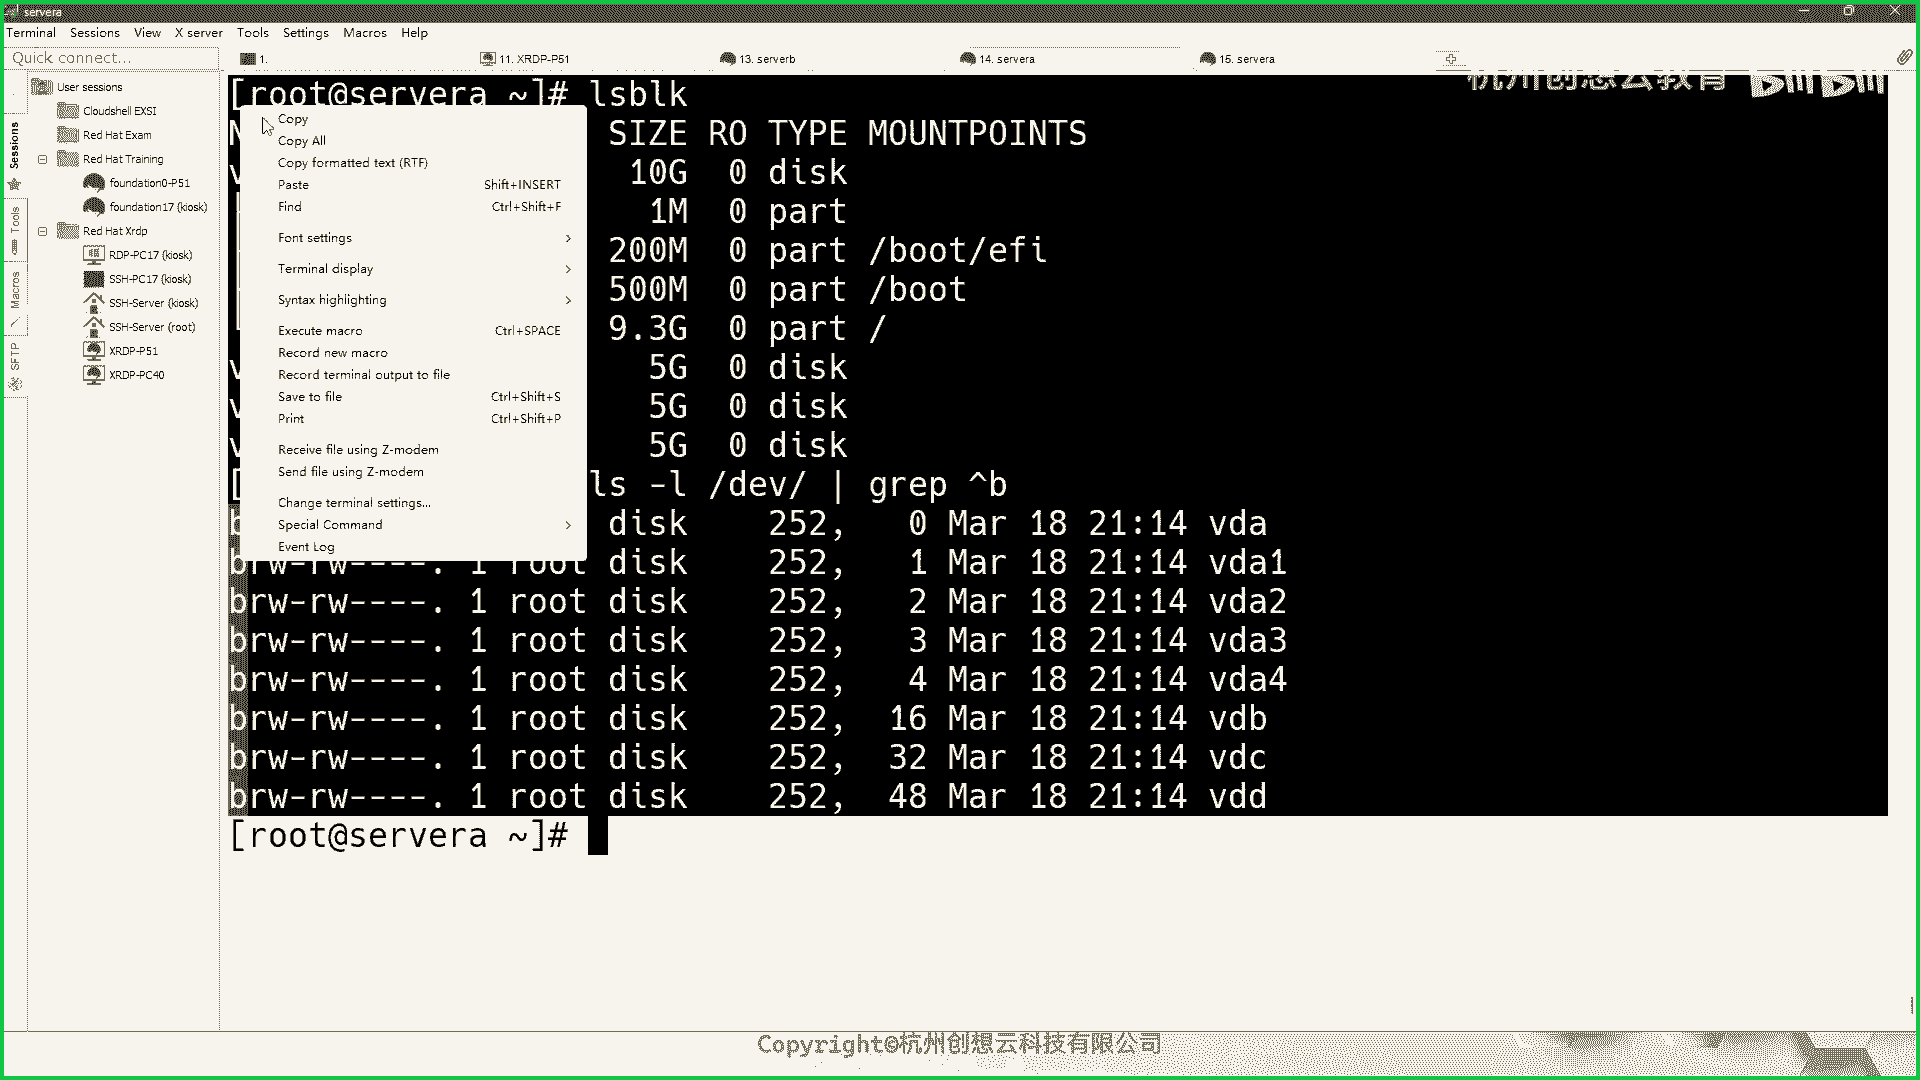 servera
Terminal Sessions View X server Tools Settings Macros Help
Quick connect...
1.
11. XRDP-P51
13. serverb
14. servera
15. servera
User sessions
Cloudshell EXSI
Red Hat Exam
Red Hat Training
foundation0-P51
foundation17 (kiosk)
Red Hat Xrdp
RDP-PC17 (kiosk)
SSH-PC17 (kiosk)
SSH-Server (kiosk)
SSH-Server (root)
XRDP-P51
XRDP-PC40
Sessions
Tools
Macros
SFTP
杭州创想云教育 bilibili
[root@servera ~]# lsblk
SIZE RO TYPE MOUNTPOINTS
10G 0 disk
1M 0 part
200M 0 part /boot/efi
500M 0 part /boot
9.3G 0 part /
5G 0 disk
5G 0 disk
5G 0 disk
[ ls -l /dev/ | grep ^b
disk 252, 0 Mar 18 21:14 vda
brw-rw----. 1 root disk 252, 1 Mar 18 21:14 vda1
brw-rw----. 1 root disk 252, 2 Mar 18 21:14 vda2
brw-rw----. 1 root disk 252, 3 Mar 18 21:14 vda3
brw-rw----. 1 root disk 252, 4 Mar 18 21:14 vda4
brw-rw----. 1 root disk 252, 16 Mar 18 21:14 vdb
brw-rw----. 1 root disk 252, 32 Mar 18 21:14 vdc
brw-rw----. 1 root disk 252, 48 Mar 18 21:14 vdd
[root@servera ~]#
Copy
Copy All
Copy formatted text (RTF)
Paste Shift+INSERT
Find Ctrl+Shift+F
Font settings
Terminal display
Syntax highlighting
Execute macro Ctrl+SPACE
Record new macro
Record terminal output to file
Save to file Ctrl+Shift+S
Print Ctrl+Shift+P
Receive file using Z-modem
Send file using Z-modem
Change terminal settings...
Special Command
Event Log
Copyright©杭州创想云科技有限公司